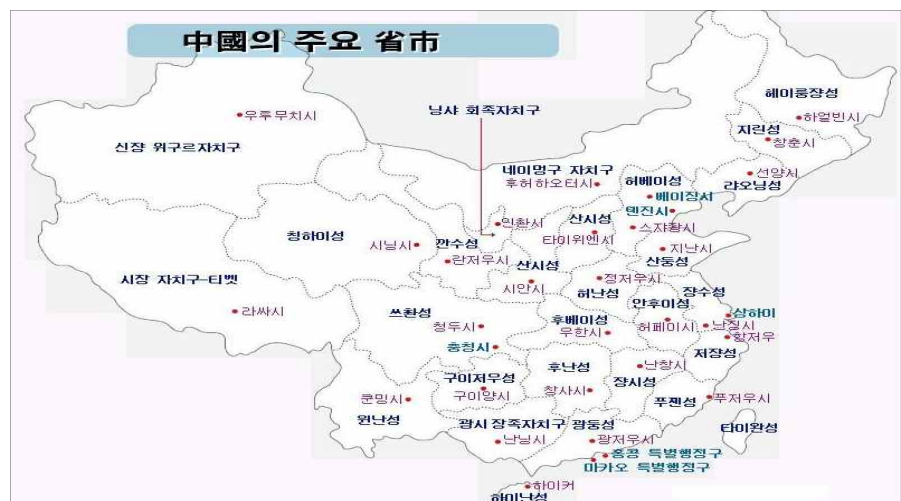 中國의 주요 省市
헤이룽쟝성
하얼빈시
닝샤 회족자치구
우루무치시
지린성
창춘시
신쟝 위구르자치구
네이멍구 자치구
후허하오터시
허베이성
선양시
랴오닝성
베이징서
톈진시
산시성
인촨시
스쟈좡시
칭하이성
시닝시
깐수성
타이위엔시
지난시
란저우시
산시성
산둥성
시장 자치구-티벳
시안시
정저우시
허난성
쟝수성
안후이성
라싸시
쓰촨성
청두시
후베이성
우한시
허페이시
샹하이
난징시
항저우
충칭시
저쟝성
후난성
난창시
구이저우성
구이양시
창사시
쟝시성
쿤밍시
푸젠성
푸저우시
윈난성
광시 장족자치구
광둥성
타이완성
난닝시
광저우시
홍콩 특별행정구
마카오 특별행정구
하이커
하이난성